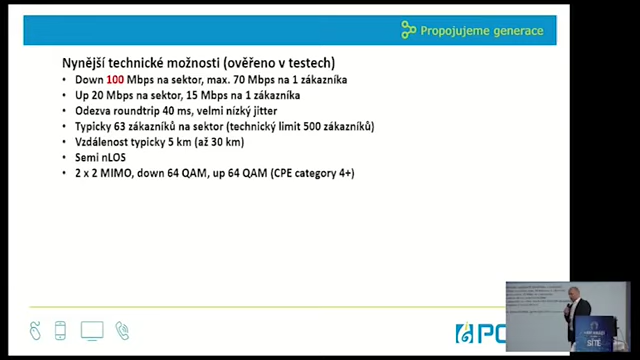 Propojujeme generace
Nynější technické možnosti (ověřeno v testech)
• Down 100 Mbps na sektor, max. 70 Mbps na 1 zákazníka
• Up 20 Mbps na sektor, 15 Mbps na 1 zákazníka
• Odezva roundtrip 40 ms, velmi nízký jitter
• Typicky 63 zákazníků na sektor (technický limit 500 zákazníků)
• Vzdálenost typicky 5 km (až 30 km)
• Semi nLOS
• 2 x 2 MIMO, down 64 QAM, up 64 QAM (CPE category 4+)
SÍTĚ